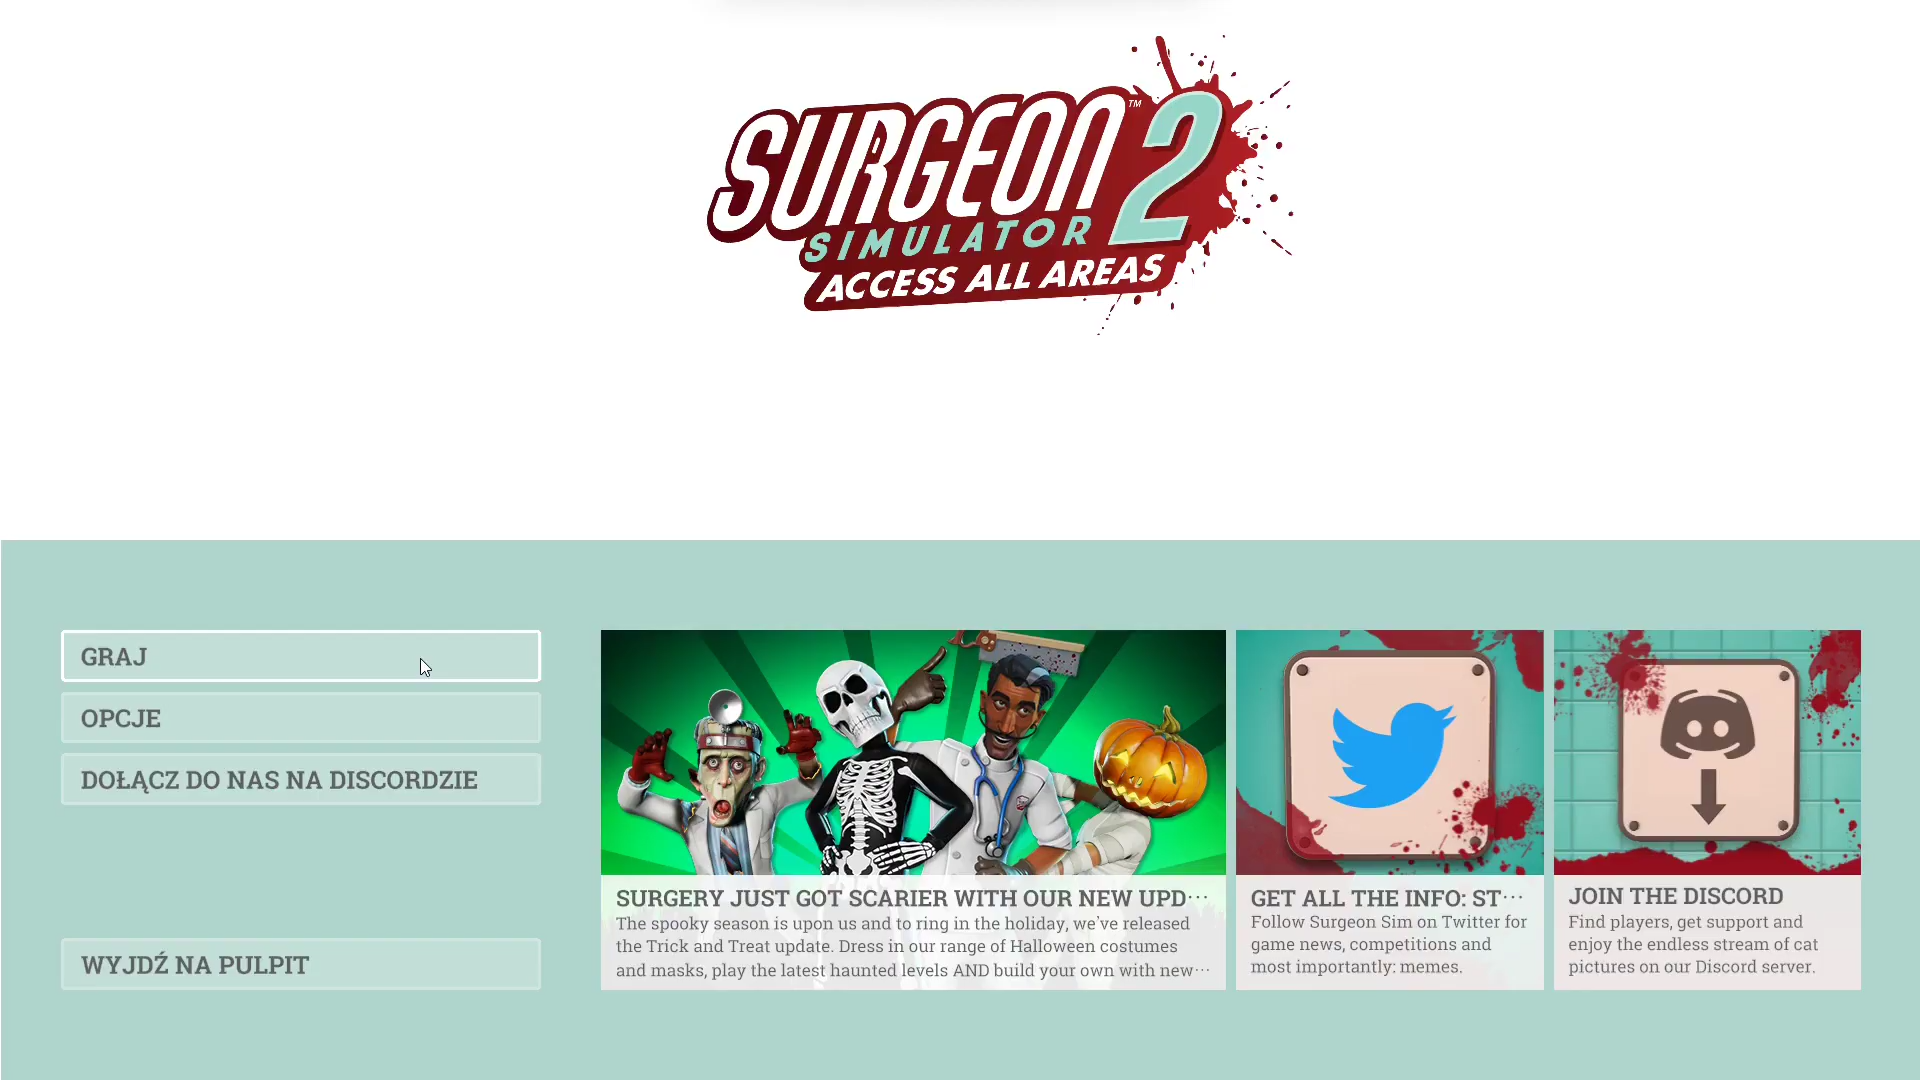 SURGEON 2 ™
SIMULATOR
ACCESS ALL AREAS
GRAJ
OPCJE
DOŁĄCZ DO NAS NA DISCORDZIE
WYJDŹ NA PULPIT
SURGERY JUST GOT SCARIER WITH OUR NEW UPD...
The spooky season is upon us and to ring in the holiday, we've released
the Trick and Treat update. Dress in our range of Halloween costumes
and masks, play the latest haunted levels AND build your own with new...
GET ALL THE INFO: ST...
Follow Surgeon Sim on Twitter for
game news, competitions and
most importantly: memes.
JOIN THE DISCORD
Find players, get support and
enjoy the endless stream of cat
pictures on our Discord server.